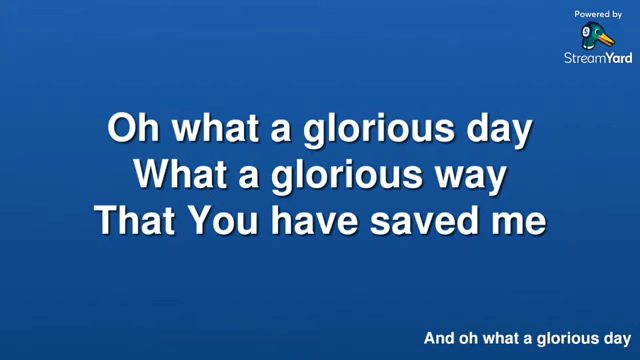 Powered by
StreamYard
Oh what a glorious day
What a glorious way
That You have saved me
And oh what a glorious day